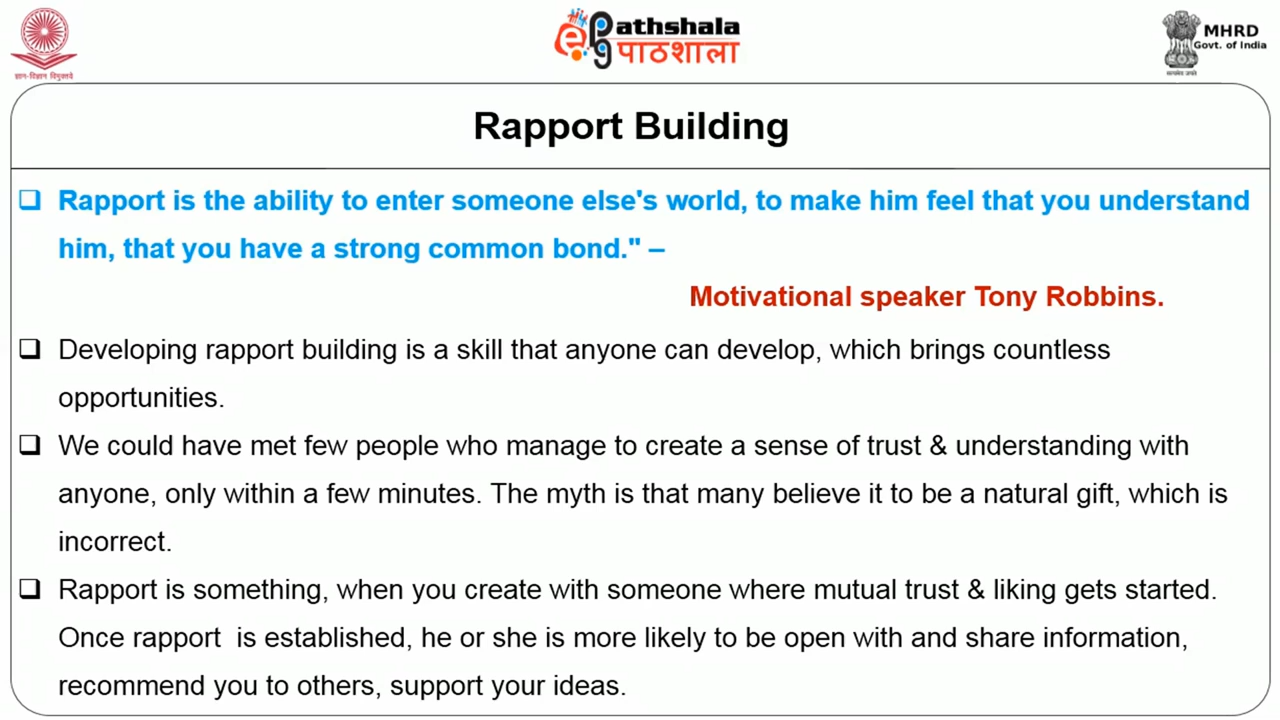 ePathshala
पाठशाला
MHRD
Govt. of India
ज्ञान-विज्ञान विमुक्तये
सत्यमेव जयते
Rapport Building
Rapport is the ability to enter someone else's world, to make him feel that you understand
him, that you have a strong common bond." –
Motivational speaker Tony Robbins.
Developing rapport building is a skill that anyone can develop, which brings countless
opportunities.
We could have met few people who manage to create a sense of trust & understanding with
anyone, only within a few minutes. The myth is that many believe it to be a natural gift, which is
incorrect.
Rapport is something, when you create with someone where mutual trust & liking gets started.
Once rapport is established, he or she is more likely to be open with and share information,
recommend you to others, support your ideas.